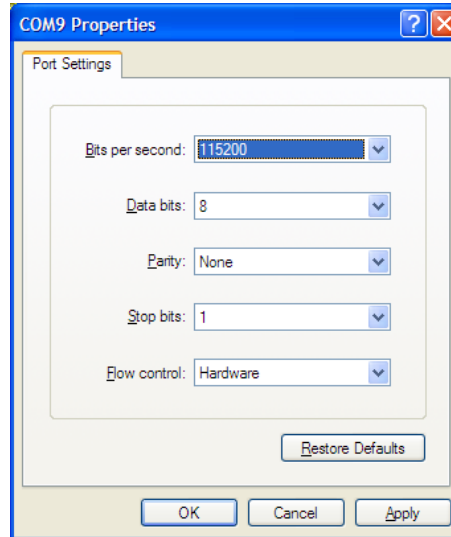 COM9 Properties
Port Settings
Bits per second: 115200
Data bits: 8
Parity: None
Stop bits: 1
Flow control: Hardware
Restore Defaults
OK Cancel Apply